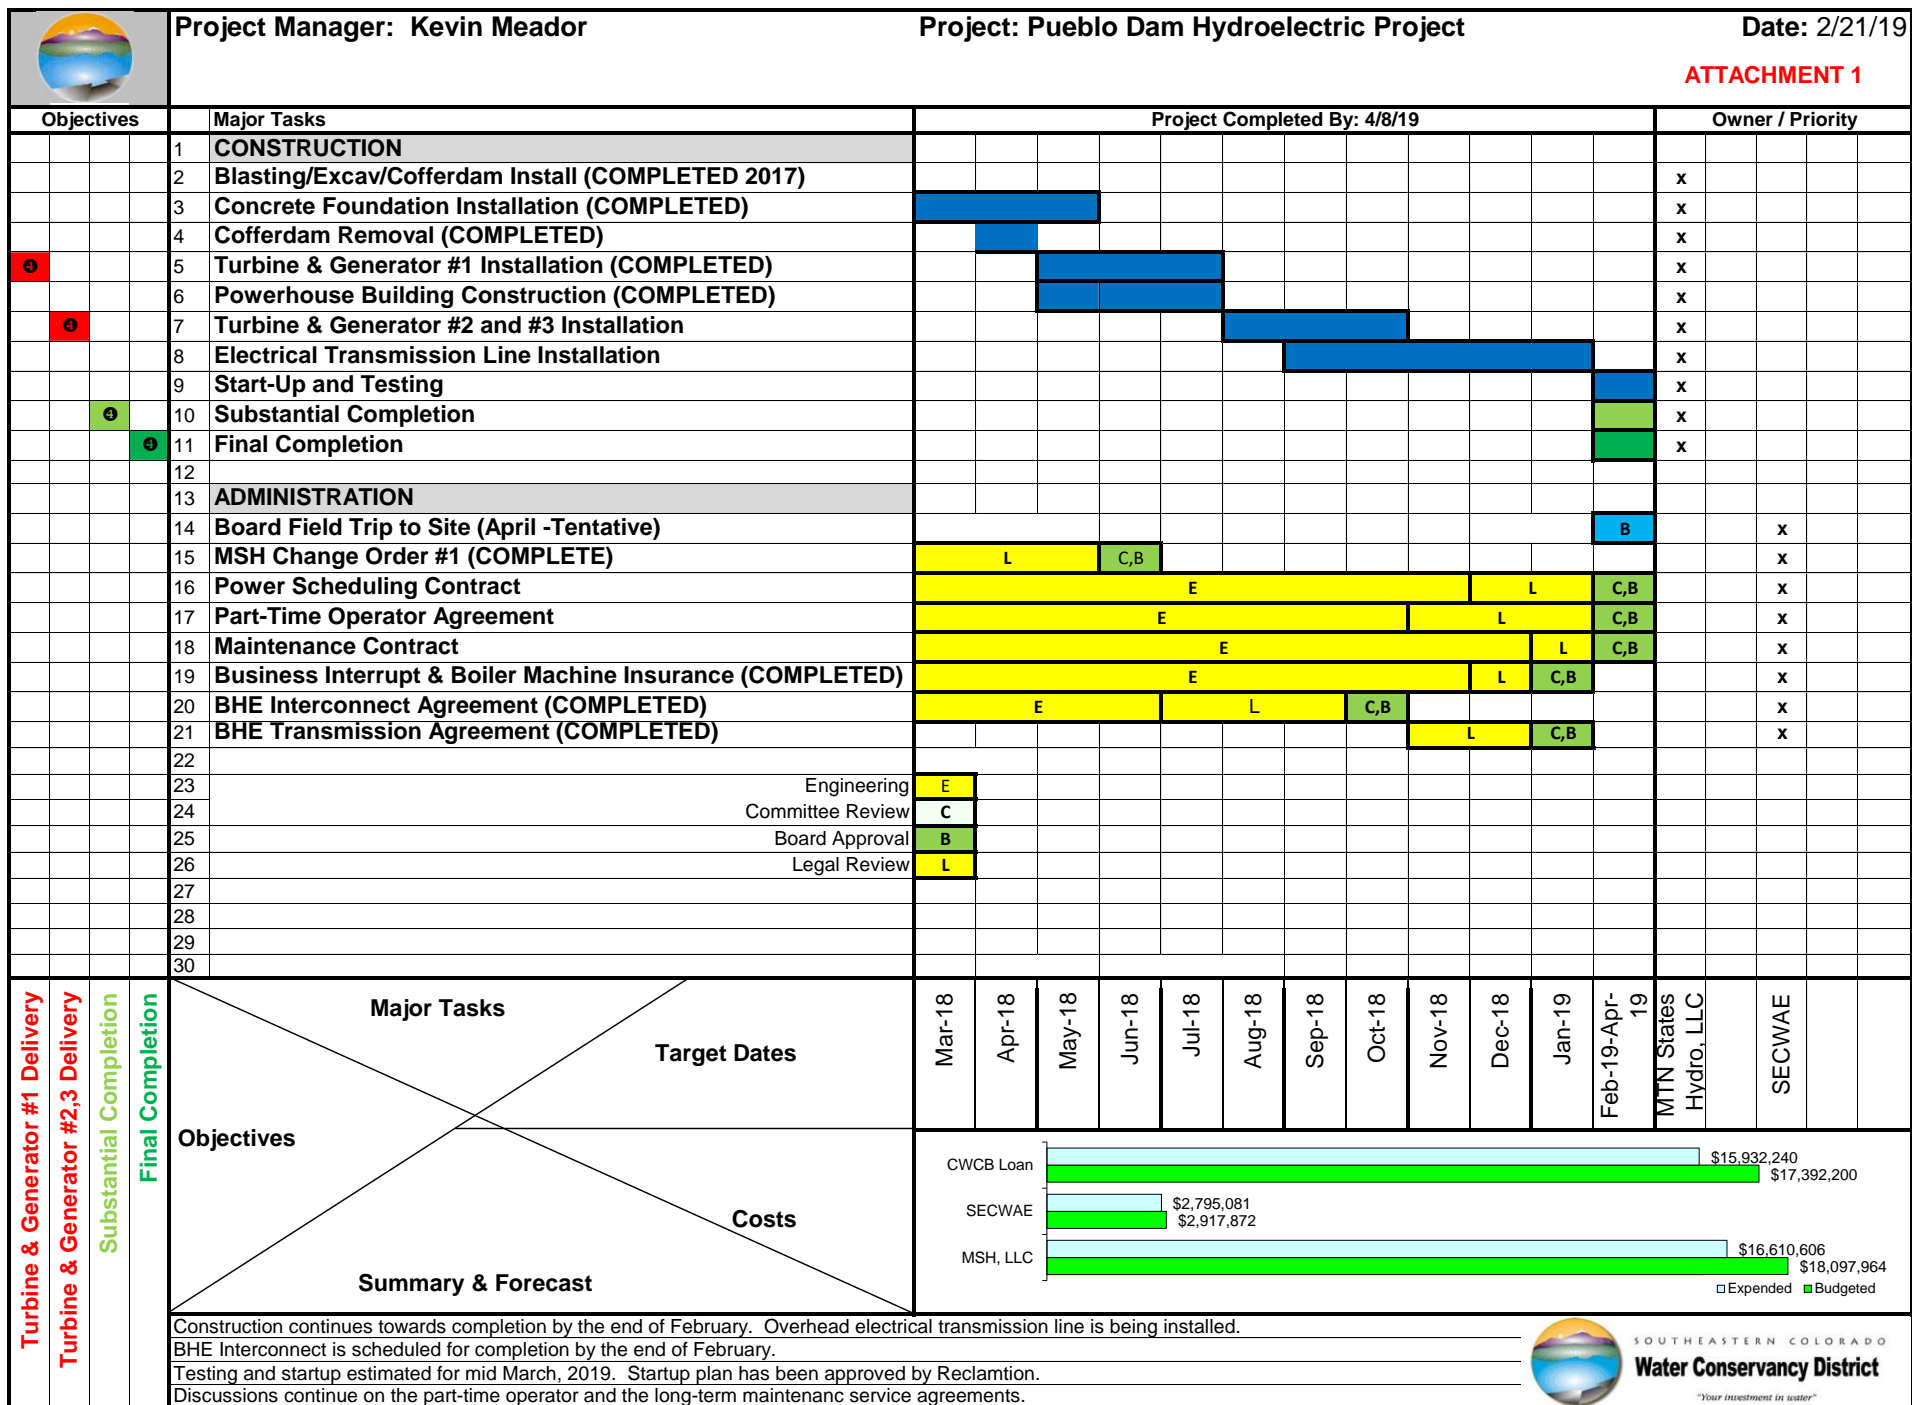 Project Manager: Kevin Meador Project: Pueblo Dam Hydroelectric Project Date: 2/21/19
ATTACHMENT 1
Objectives Major Tasks Project Completed By: 4/8/19 Owner / Priority
1 CONSTRUCTION
2 Blasting/Excav/Cofferdam Install (COMPLETED 2017) x
3 Concrete Foundation Installation (COMPLETED) x
4 Cofferdam Removal (COMPLETED) x
❹ 5 Turbine & Generator #1 Installation (COMPLETED) x
6 Powerhouse Building Construction (COMPLETED) x
❹ 7 Turbine & Generator #2 and #3 Installation x
8 Electrical Transmission Line Installation x
9 Start-Up and Testing x
❹ 10 Substantial Completion x
❹ 11 Final Completion x
12
13 ADMINISTRATION
14 Board Field Trip to Site (April -Tentative) B x
15 MSH Change Order #1 (COMPLETE) L C,B x
16 Power Scheduling Contract E L C,B x
17 Part-Time Operator Agreement E L C,B x
18 Maintenance Contract E L C,B x
19 Business Interrupt & Boiler Machine Insurance (COMPLETED) E L C,B x
20 BHE Interconnect Agreement (COMPLETED) E L C,B x
21 BHE Transmission Agreement (COMPLETED) L C,B x
22
23 Engineering E
24 Committee Review C
25 Board Approval B
26 Legal Review L
27
28
29
30
Turbine & Generator #1 Delivery
Turbine & Generator #2,3 Delivery
Substantial Completion
Final Completion
Major Tasks
Target Dates
Objectives
Costs
Summary & Forecast
Mar-18
Apr-18
May-18
Jun-18
Jul-18
Aug-18
Sep-18
Oct-18
Nov-18
Dec-18
Jan-19
Feb-19-Apr-
19
MTN States
Hydro, LLC
SECWAE
CWCB Loan $15,932,240
$17,392,200
SECWAE $2,795,081
$2,917,872
MSH, LLC $16,610,606
$18,097,964
Expended Budgeted
Construction continues towards completion by the end of February. Overhead electrical transmission line is being installed.
BHE Interconnect is scheduled for completion by the end of February.
Testing and startup estimated for mid March, 2019. Startup plan has been approved by Reclamtion.
Discussions continue on the part-time operator and the long-term maintenanc service agreements.
SOUTHEASTERN COLORADO
Water Conservancy District
"Your investment in water"